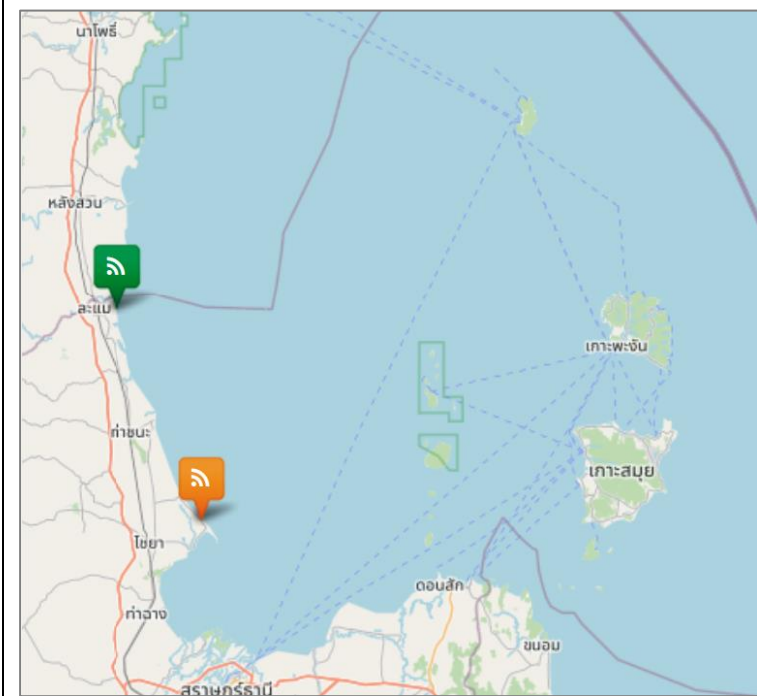 นาโพธิ์
หลังสวน
ละแม
เกาะพะงัน
ท่าชนะ
เกาะสมุย
ไชยา
ดอนสัก
ท่าฉาง
ขนอม
สุราษฎร์ธานี